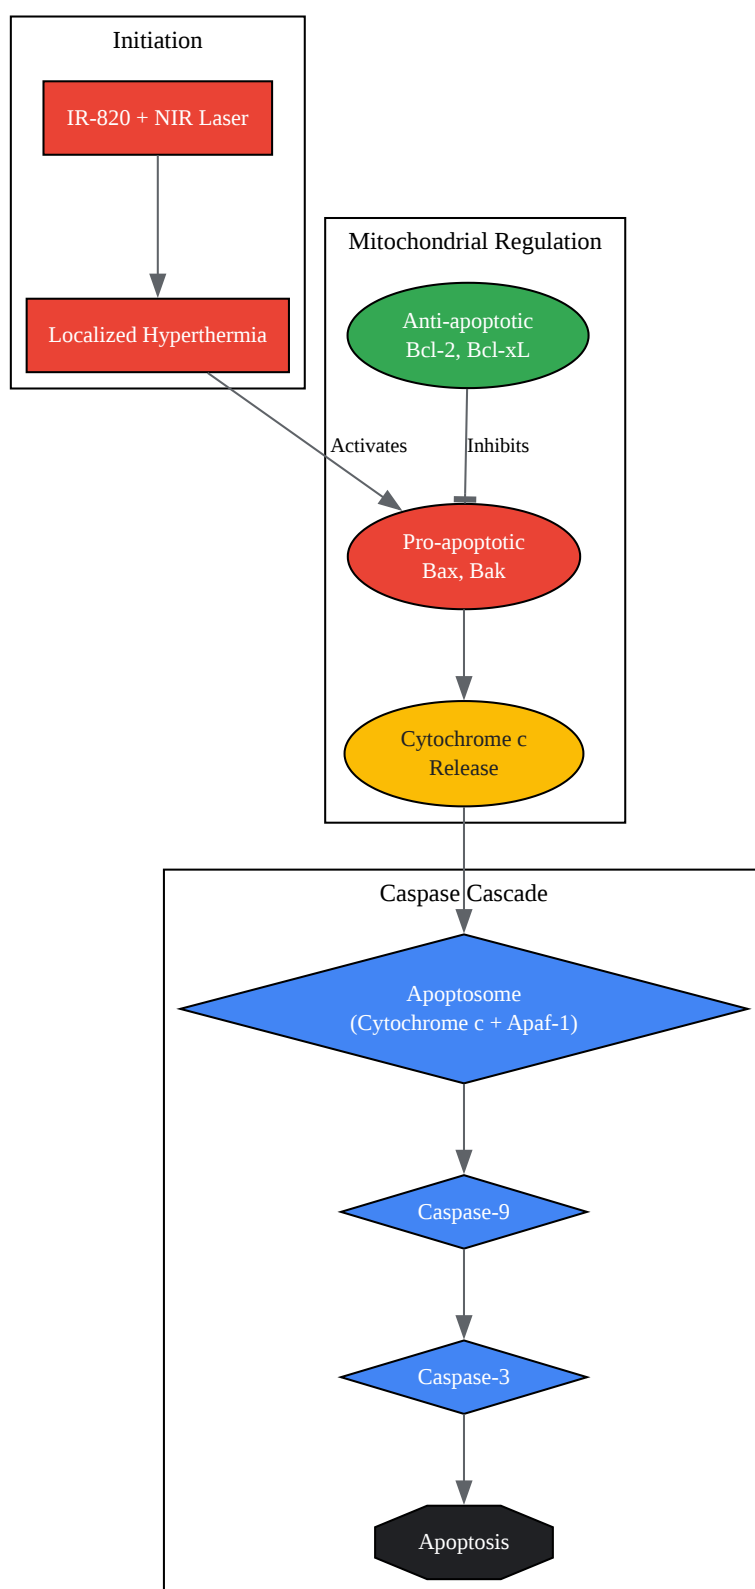 Initiation
IR-820 + NIR Laser
Localized Hyperthermia
Mitochondrial Regulation
Anti-apoptotic
Bcl-2, Bcl-xL
Activates
Inhibits
Pro-apoptotic
Bax, Bak
Cytochrome c
Release
Caspase Cascade
Apoptosome
(Cytochrome c + Apaf-1)
Caspase-9
Caspase-3
Apoptosis